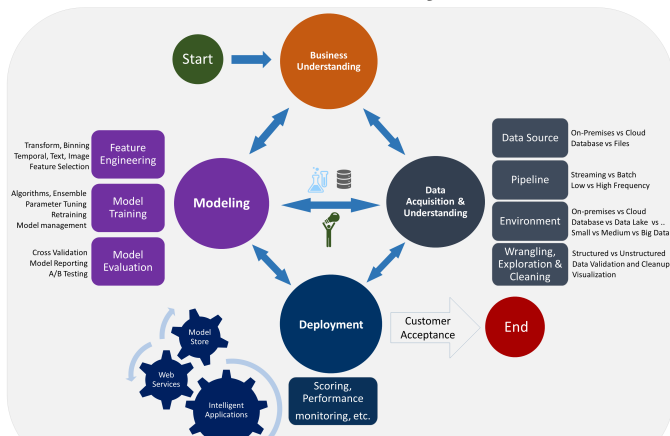 Start
Business
Understanding
Transform, Binning
Temporal, Text, Image
Feature Selection
Feature
Engineering
Algorithms, Ensemble
Parameter Tuning
Retraining
Model management
Model
Training
Cross Validation
Model Reporting
A/B Testing
Model
Evaluation
Modeling
Data
Acquisition &
Understanding
Data Source
On-Premises vs Cloud
Database vs Files
Pipeline
Streaming vs Batch
Low vs High Frequency
Environment
On-premises vs Cloud
Database vs Data Lake vs ..
Small vs Medium vs Big Data
Wrangling,
Exploration &
Cleaning
Structured vs Unstructured
Data Validation and Cleanup
Visualization
Deployment
Customer
Acceptance
End
Scoring,
Performance
monitoring, etc.
Model
Store
Web
Services
Intelligent
Applications